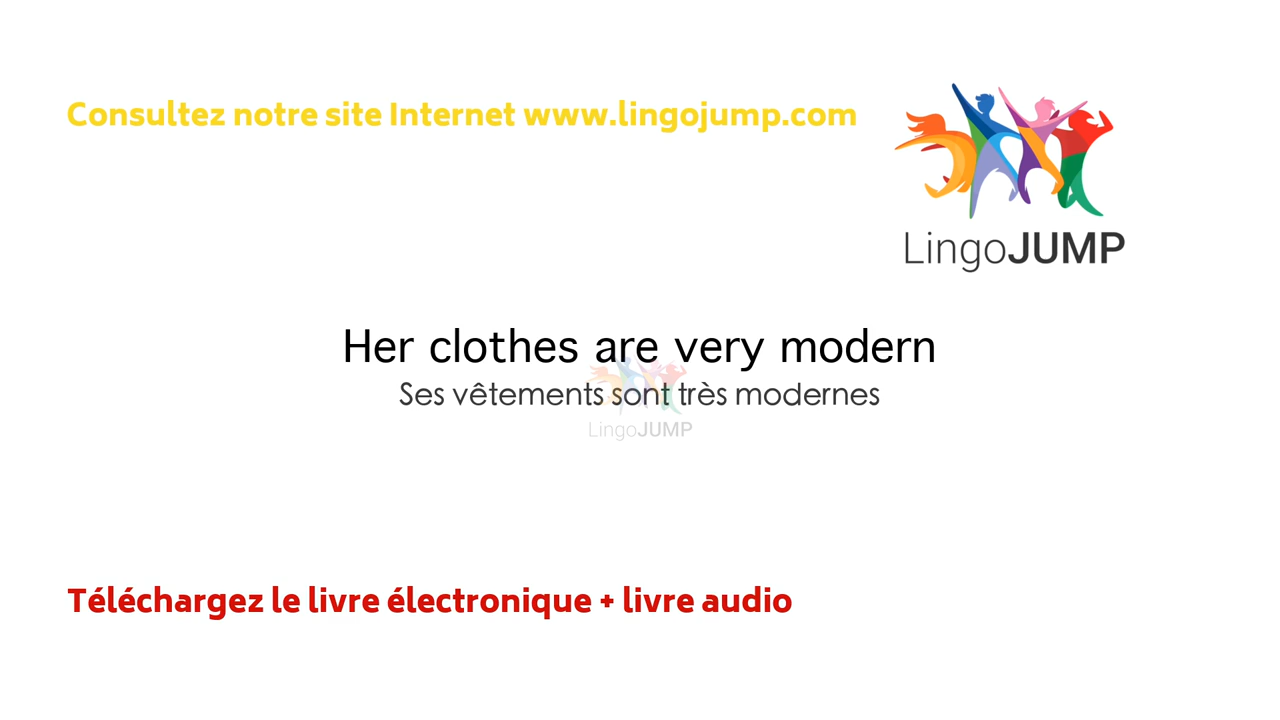 Consultez notre site Internet www.lingojump.com
LingoJUMP
Her clothes are very modern
Ses vêtements sont très modernes
LingoJUMP
Téléchargez le livre électronique + livre audio